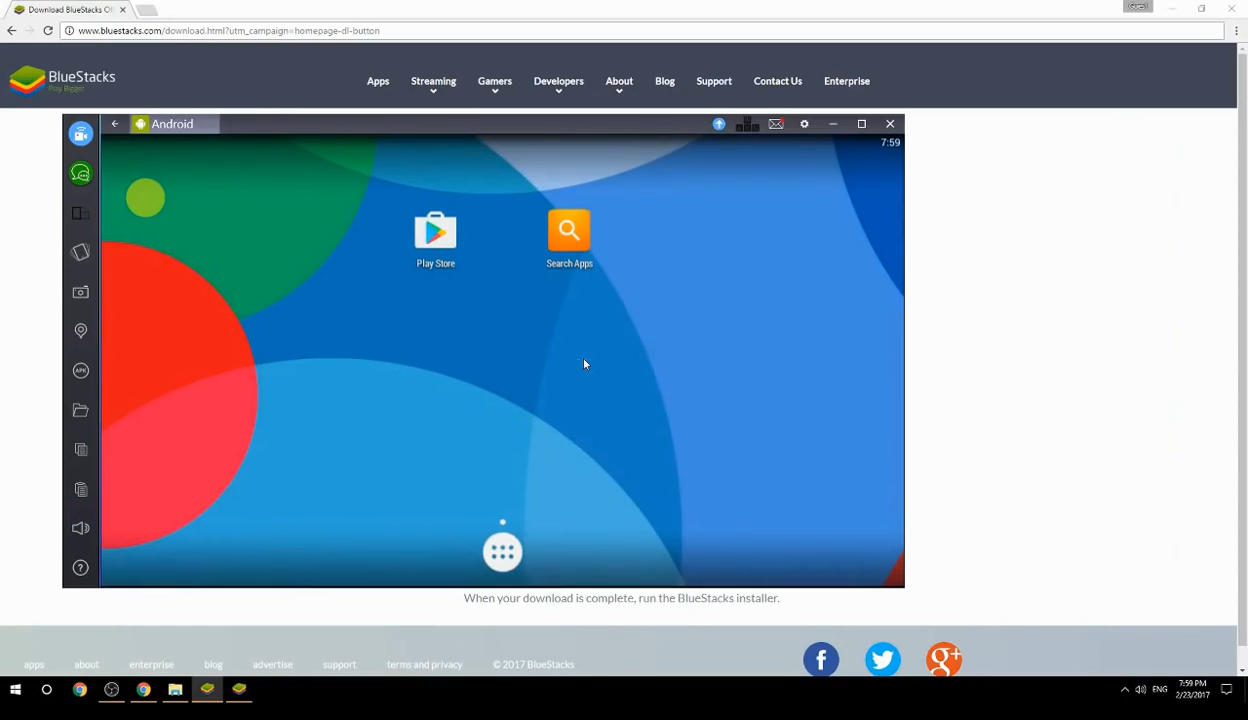 Download BlueStacks Of
Guest
www.bluestacks.com/download.html?utm_campaign=homepage-dl-button
BlueStacks
Play Bigger
Apps
Streaming
Gamers
Developers
About
Blog
Support
Contact Us
Enterprise
Android
7:59
Play Store
Search Apps
APK
?
When your download is complete, run the BlueStacks installer.
apps
about
enterprise
blog
advertise
support
terms and privacy
© 2017 BlueStacks
f
g+
ENG
7:59 PM
2/23/2017